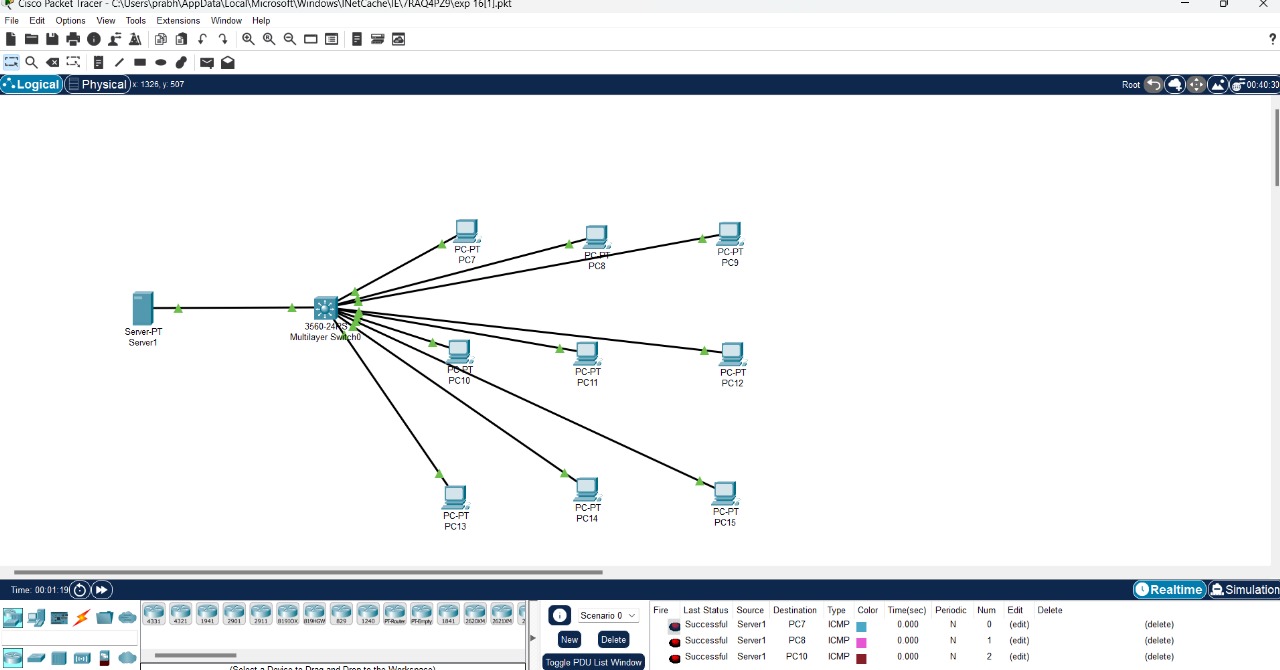 Cisco Packet Tracer - C:\Users\prabh\AppData\Local\Microsoft\Windows\INetCache\IE\7RAQ4PZ9\exp 16[1].pkt
File Edit Options View Tools Extensions Window Help
?
Logical Physical x: 1326, y: 507 Root 00:40:30
PC-PT
PC7
PC-PT
PC8
PC-PT
PC9
Server-PT
Server1
3560-24PS
Multilayer Switch0
PC-PT
PC10
PC-PT
PC11
PC-PT
PC12
PC-PT
PC13
PC-PT
PC14
PC-PT
PC15
Time: 00:01:19 Realtime Simulation
4331 4321 1941 2901 2911 819IOX 819HGW 829 1240 PT-Router PT-Empty 1841 2620XM 2621XM 2
(Select a Device to Drag and Drop to the Workspace)
Scenario 0
New Delete
Toggle PDU List Window
Fire Last Status Source Destination Type Color Time(sec) Periodic Num Edit Delete
Successful Server1 PC7 ICMP 0.000 N 0 (edit) (delete)
Successful Server1 PC8 ICMP 0.000 N 1 (edit) (delete)
Successful Server1 PC10 ICMP 0.000 N 2 (edit) (delete)